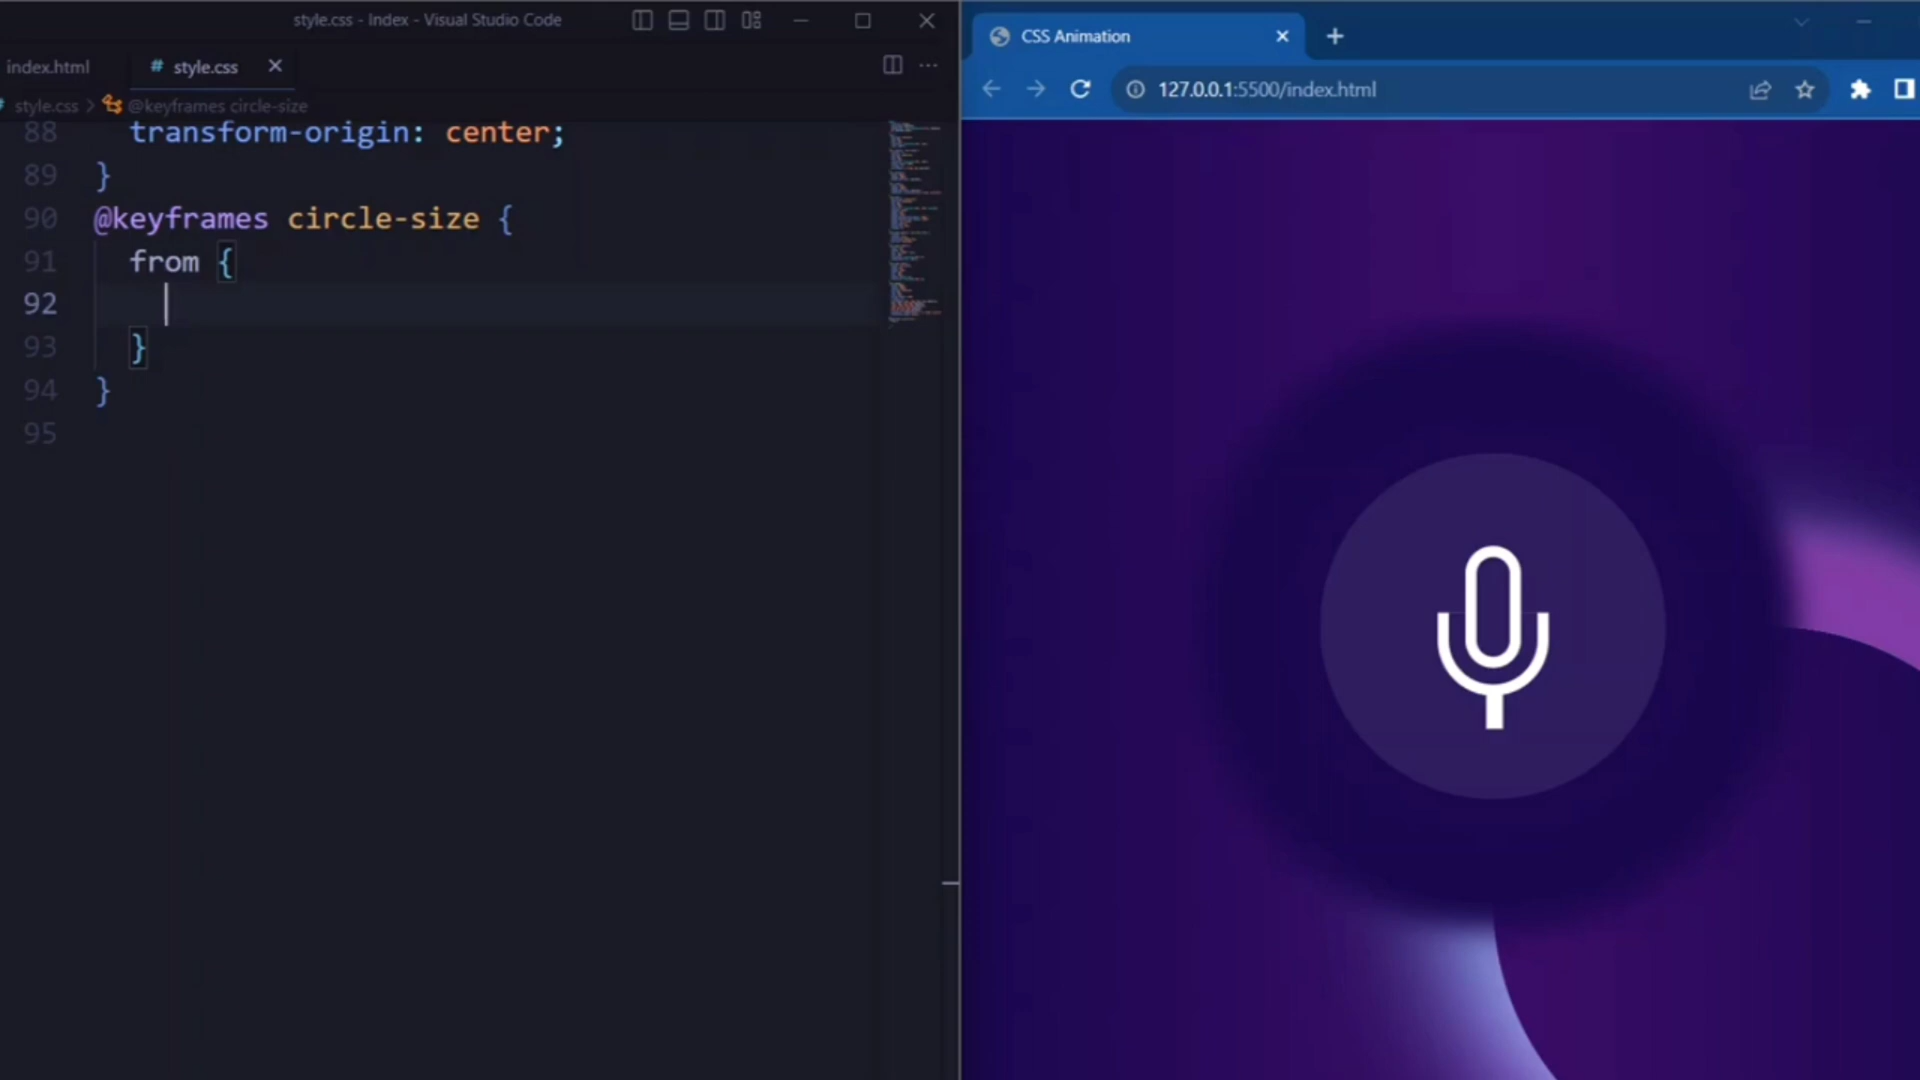 style.css - Index - Visual Studio Code
index.html
# style.css
style.css > @keyframes circle-size
88 transform-origin: center;
89 }
90 @keyframes circle-size {
91 from {
92
93 }
94 }
95
CSS Animation
127.0.0.1:5500/index.html